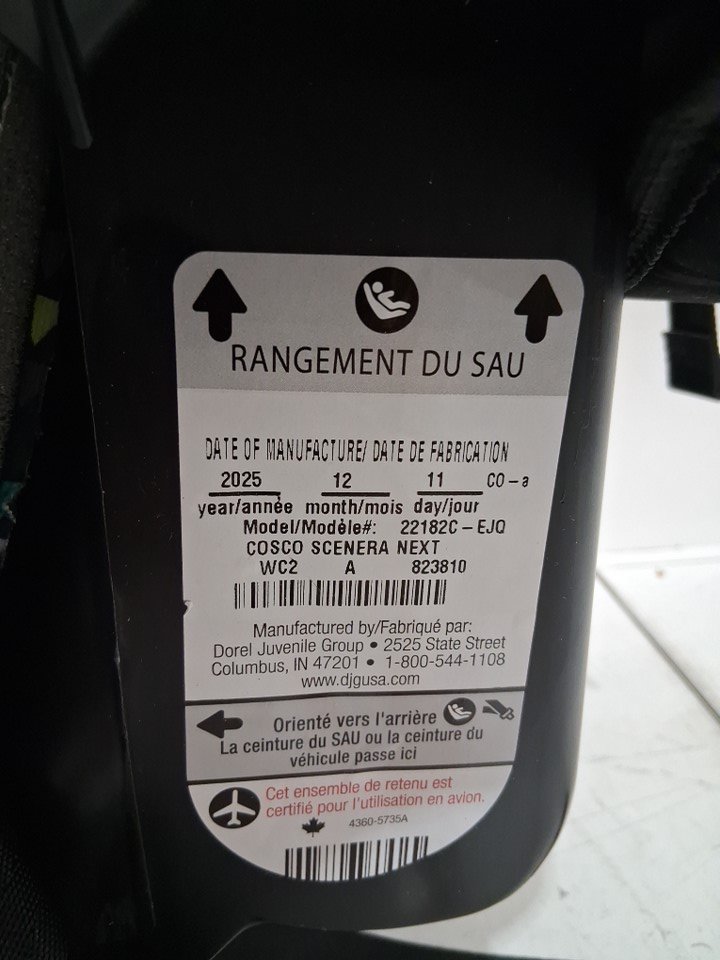 RANGEMENT DU SAU
DATE OF MANUFACTURE/ DATE DE FABRICATION
2025 12 11 CO-a
year/année month/mois day/jour
Model/Modèle#: 22182C-EJQ
COSCO SCENERA NEXT
WC2 A 823810
Manufactured by/Fabriqué par:
Dorel Juvenile Group • 2525 State Street
Columbus, IN 47201 • 1-800-544-1108
www.djgusa.com
Orienté vers l'arrière
La ceinture du SAU ou la ceinture du
véhicule passe ici
Cet ensemble de retenu est
certifié pour l'utilisation en avion.
4360-5735A